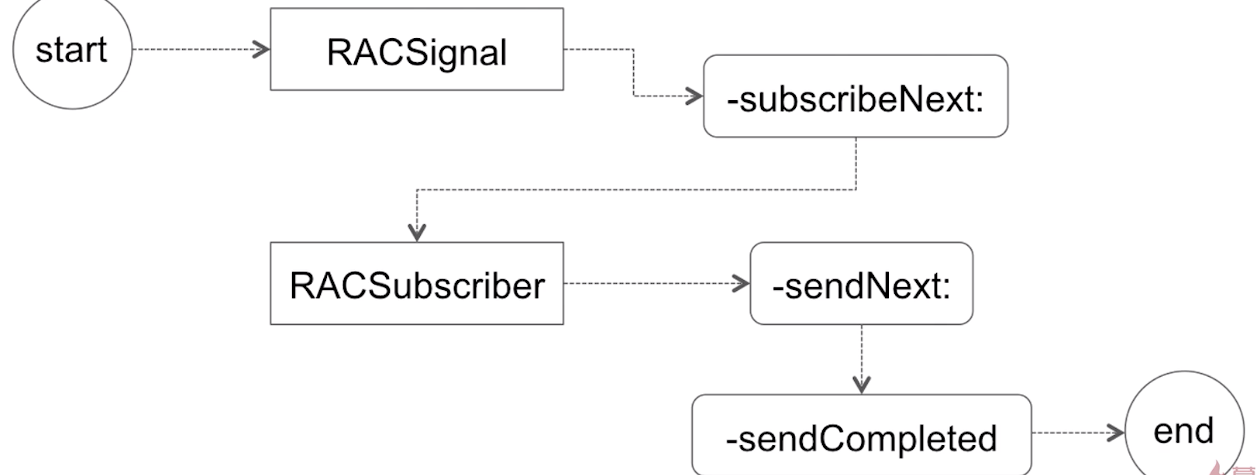 start
RACSignal
-subscribeNext:
RACSubscriber
-sendNext:
-sendCompleted
end